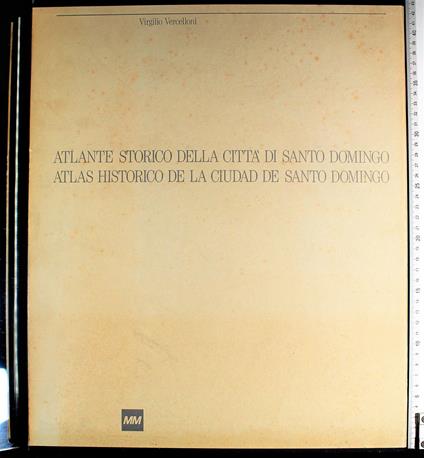 Virgilio Vercelloni
ATLANTE STORICO DELLA CITTA' DI SANTO DOMINGO
ATLAS HISTORICO DE LA CIUDAD DE SANTO DOMINGO
MM